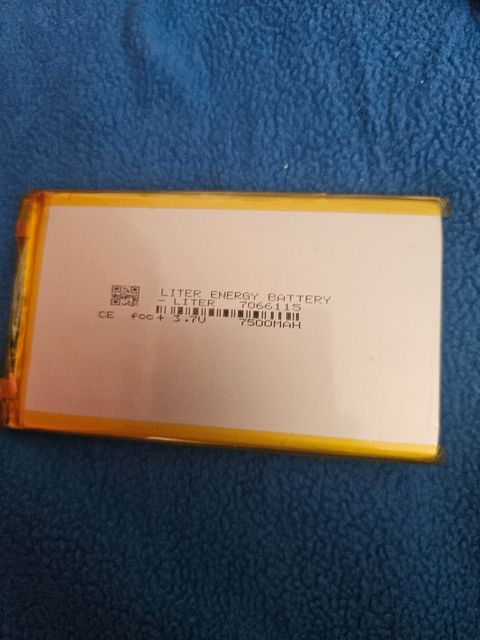 LITER ENERGY BATTERY
- LITER 7066115
CE FCC + 3.7V 7500MAH